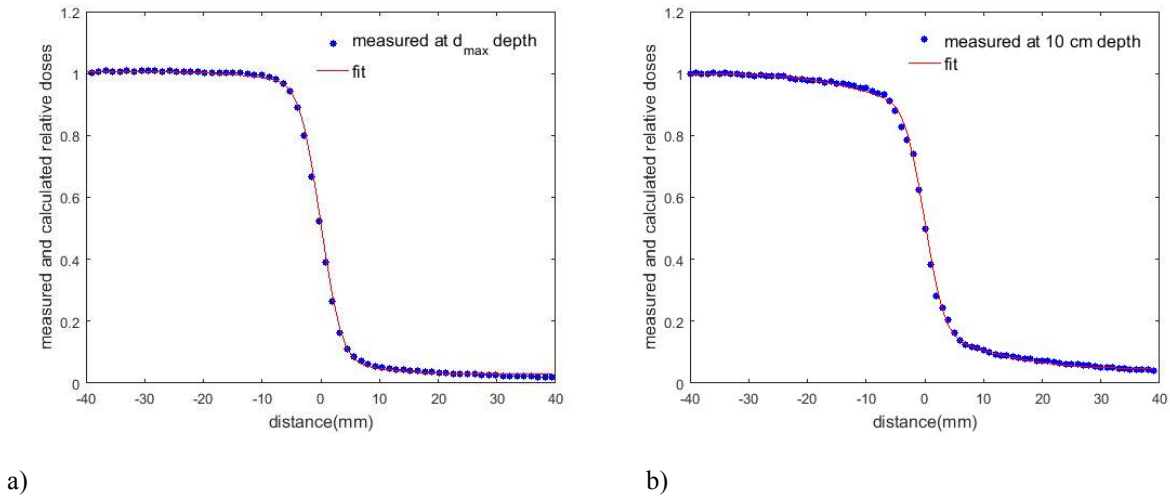 1.2
1
0.8
0.6
0.4
0.2
0
-40 -30 -20 -10 0 10 20 30 40
distance(mm)
measured and calculated relative doses
measured at dmax depth
fit
a)
1.2
1
0.8
0.6
0.4
0.2
0
-40 -30 -20 -10 0 10 20 30 40
distance(mm)
measured and calculated relative doses
measured at 10 cm depth
fit
b)